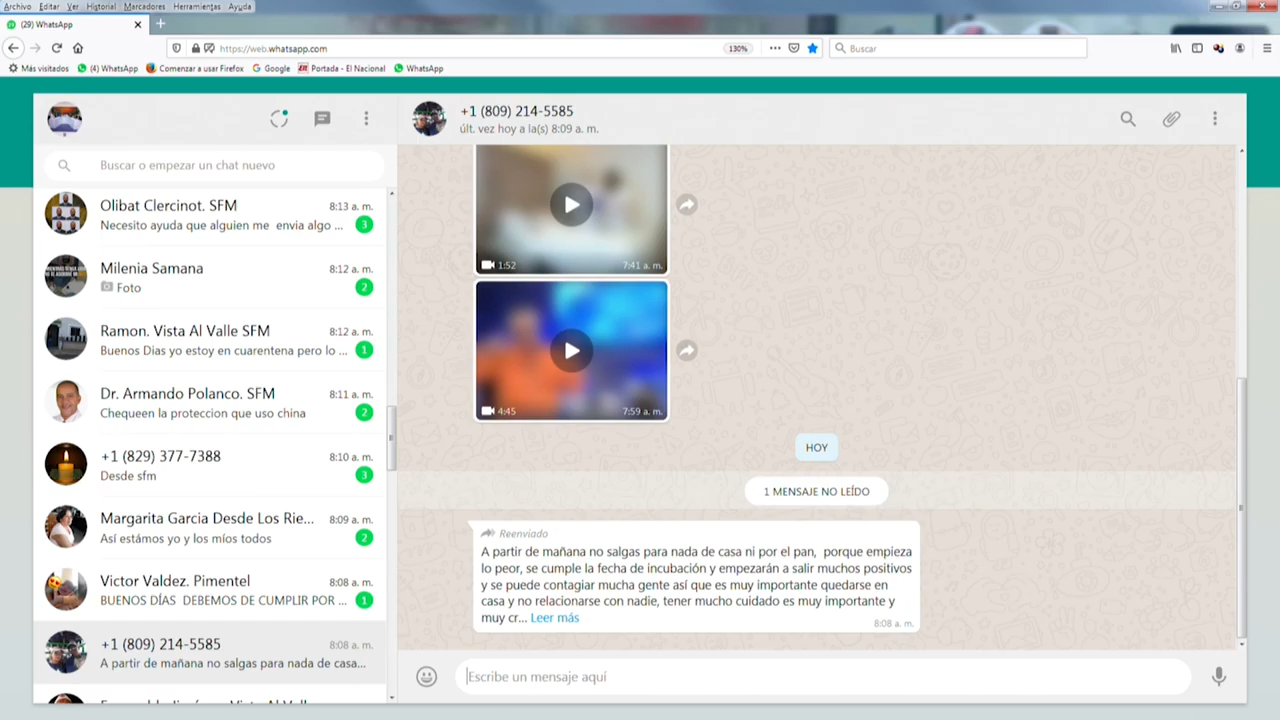 Archivo Editar Ver Historial Marcadores Herramientas Ayuda
(29) WhatsApp
https://web.whatsapp.com
130%
Buscar
Más visitados
(4) WhatsApp
Comenzar a usar Firefox
Google
Portada - El Nacional
WhatsApp
Buscar o empezar un chat nuevo
Olibat Clercinot. SFM
8:13 a. m.
Necesito ayuda que alguien me envia algo ...
3
Milenia Samana
8:12 a. m.
Foto
2
Ramon. Vista Al Valle SFM
8:12 a. m.
Buenos Dias yo estoy en cuarentena pero lo ...
1
Dr. Armando Polanco. SFM
8:11 a. m.
Chequeen la proteccion que uso china
2
+1 (829) 377-7388
8:10 a. m.
Desde sfm
3
Margarita Garcia Desde Los Rie...
8:09 a. m.
Así estámos yo y los míos todos
2
Victor Valdez. Pimentel
8:08 a. m.
BUENOS DÍAS DEBEMOS DE CUMPLIR POR ...
1
+1 (809) 214-5585
8:08 a. m.
A partir de mañana no salgas para nada de casa...
+1 (809) 214-5585
últ. vez hoy a la(s) 8:09 a. m.
1:52
7:41 a. m.
4:45
7:59 a. m.
HOY
1 MENSAJE NO LEÍDO
Reenviado
A partir de mañana no salgas para nada de casa ni por el pan, porque empieza
lo peor, se cumple la fecha de incubación y empezarán a salir muchos positivos
y se puede contagiar mucha gente así que es muy importante quedarse en
casa y no relacionarse con nadie, tener mucho cuidado es muy importante y
muy cr... Leer más
8:08 a. m.
Escribe un mensaje aquí